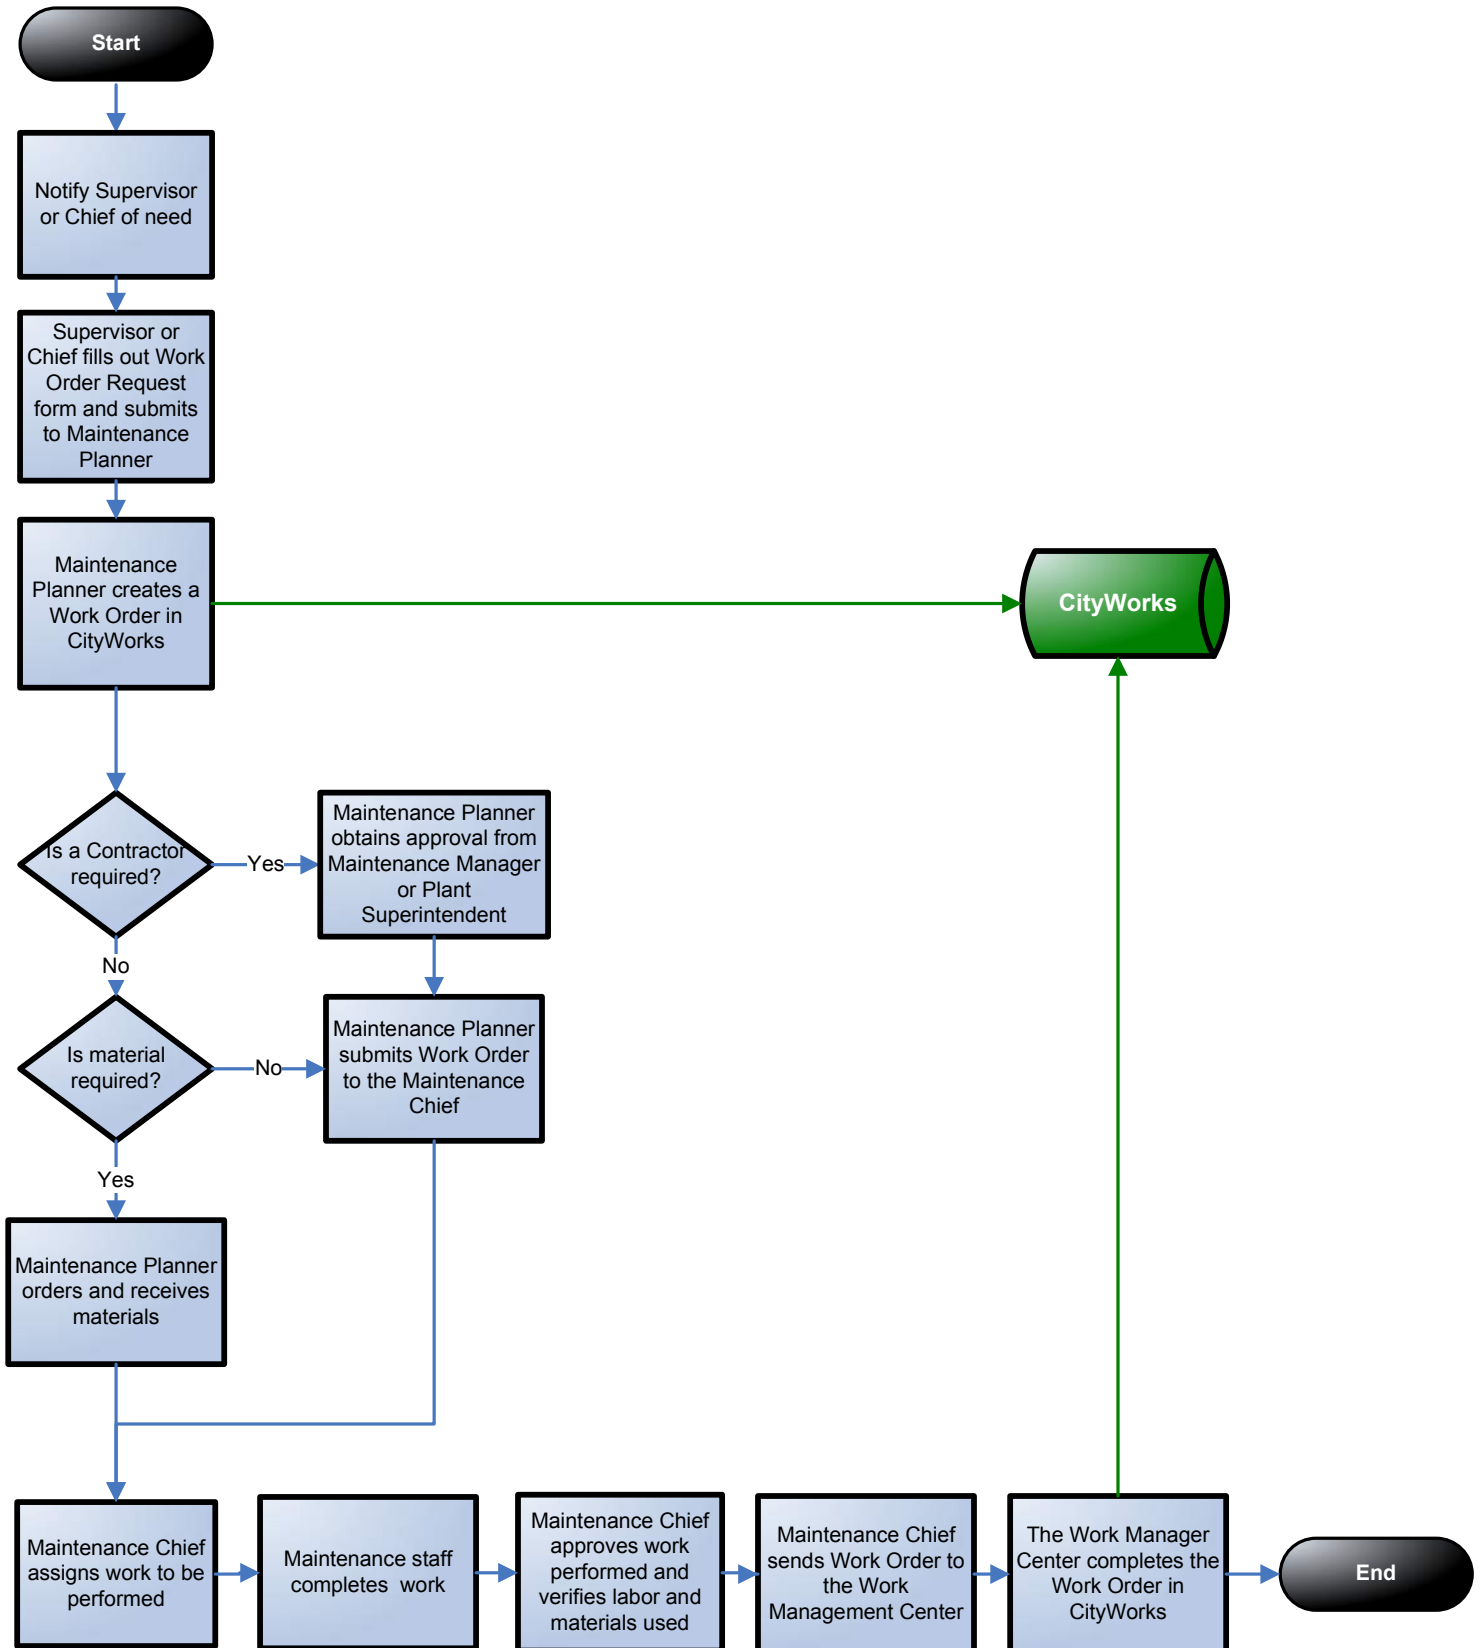 Start
Notify Supervisor
or Chief of need
Supervisor or
Chief fills out Work
Order Request
form and submits
to Maintenance
Planner
Maintenance
Planner creates a
Work Order in
CityWorks
CityWorks
Is a Contractor
required?
Yes
Maintenance Planner
obtains approval from
Maintenance Manager
or Plant
Superintendent
No
Is material
required?
No
Maintenance Planner
submits Work Order
to the Maintenance
Chief
Yes
Maintenance Planner
orders and receives
materials
Maintenance Chief
assigns work to be
performed
Maintenance staff
completes work
Maintenance Chief
approves work
performed and
verifies labor and
materials used
Maintenance Chief
sends Work Order to
the Work
Management Center
The Work Manager
Center completes the
Work Order in
CityWorks
End